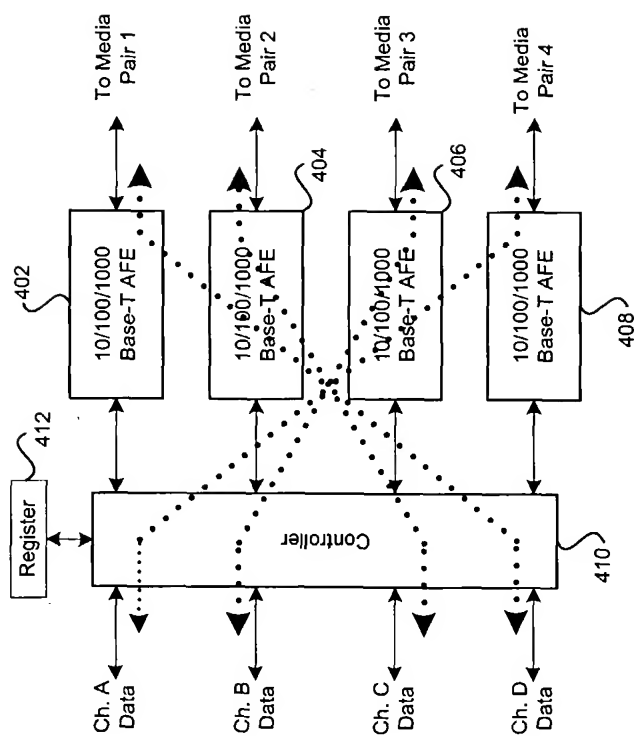 Register
412
Ch. A
Data
Ch. B
Data
Ch. C
Data
Ch. D
Data
Controller
410
402
10/100/1000
Base-T AFE
10/100/1000
Base-T AFE
404
10/100/1000
Base-T AFE
406
10/100/1000
Base-T AFE
408
To Media
Pair 1
To Media
Pair 2
To Media
Pair 3
To Media
Pair 4